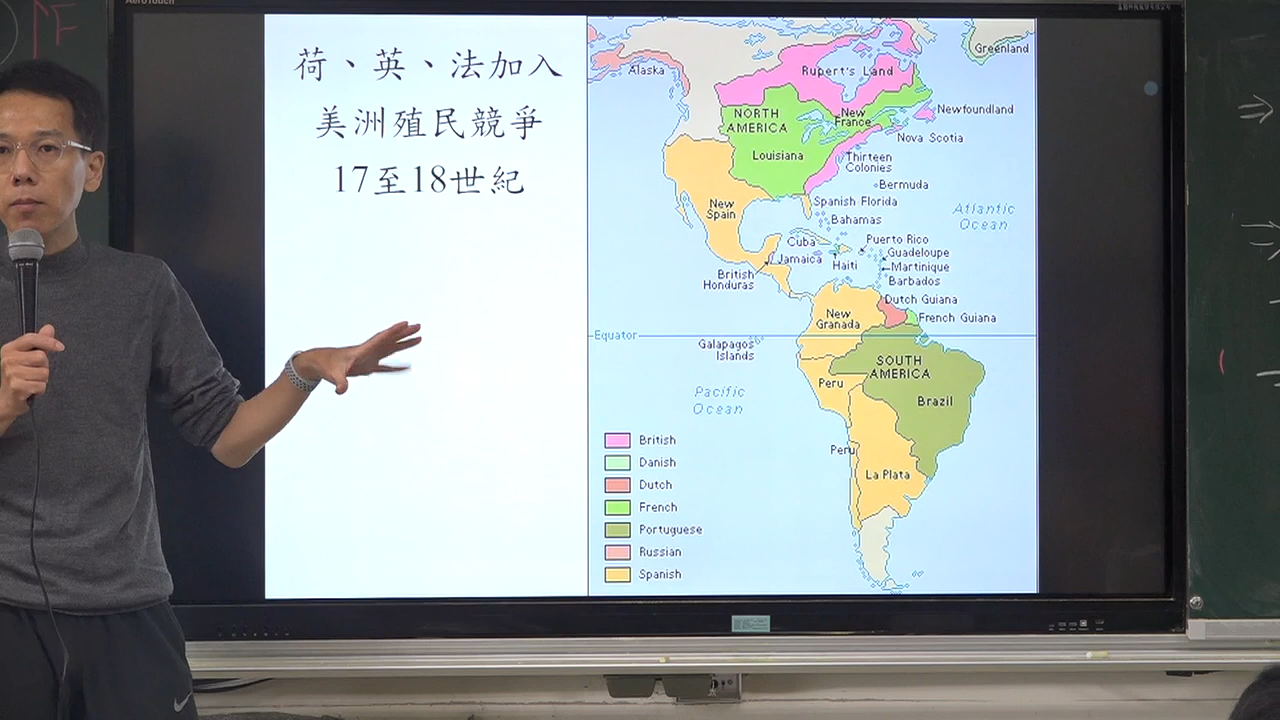 AeroTouch
荷、英、法加入
美洲殖民競爭
17至18世紀
Greenland
Alaska
Rupert's Land
NORTH
AMERICA
New
France
Newfoundland
Nova Scotia
Louisiana
Thirteen
Colonies
Bermuda
Spanish Florida
New
Spain
Bahamas
Atlantic
Ocean
Cuba
Puerto Rico
Jamaica
Haiti
Guadeloupe
Martinique
British
Honduras
Barbados
Dutch Guiana
New
Granada
French Guiana
Equator
Galapagos
Islands
SOUTH
AMERICA
Peru
Pacific
Ocean
Brazil
British
Peru
Danish
La Plata
Dutch
French
Portuguese
Russian
Spanish